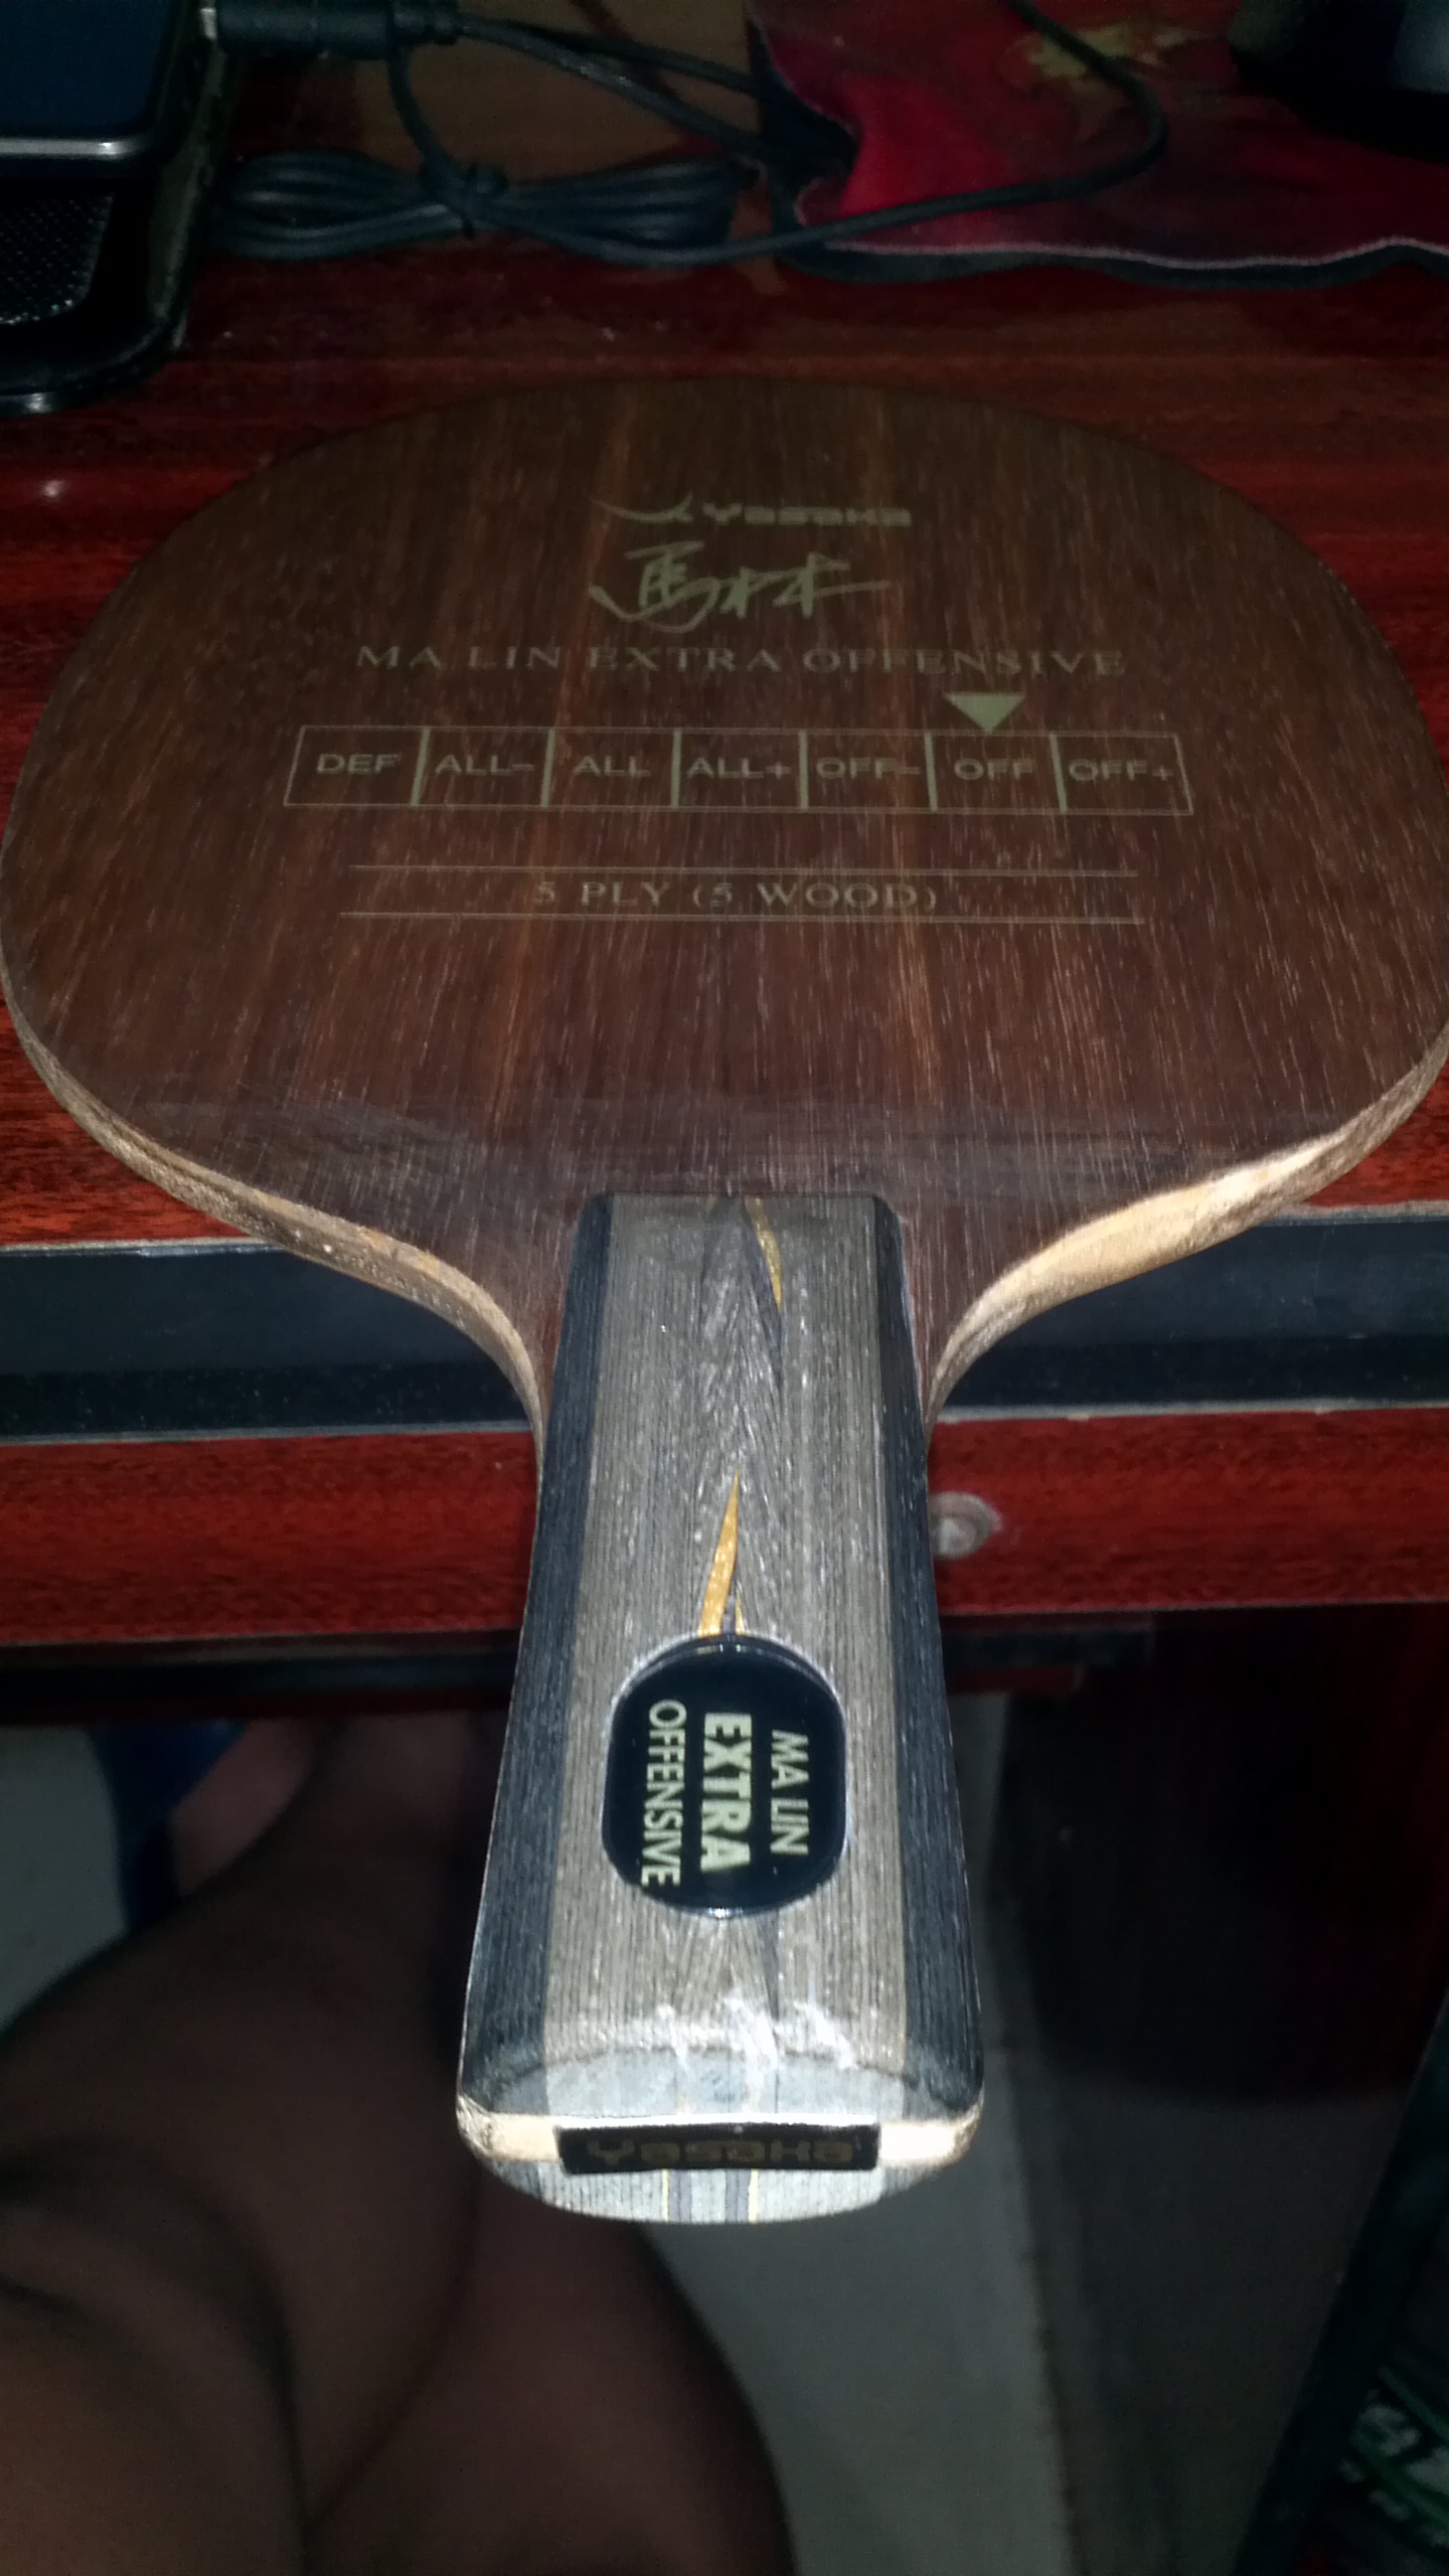 Yasaka
馬林
MA LIN EXTRA OFFENSIVE
DEF ALL- ALL ALL+ OFF- OFF OFF+
5 PLY (5 WOOD)
MA LIN
EXTRA
OFFENSIVE
Yasaka